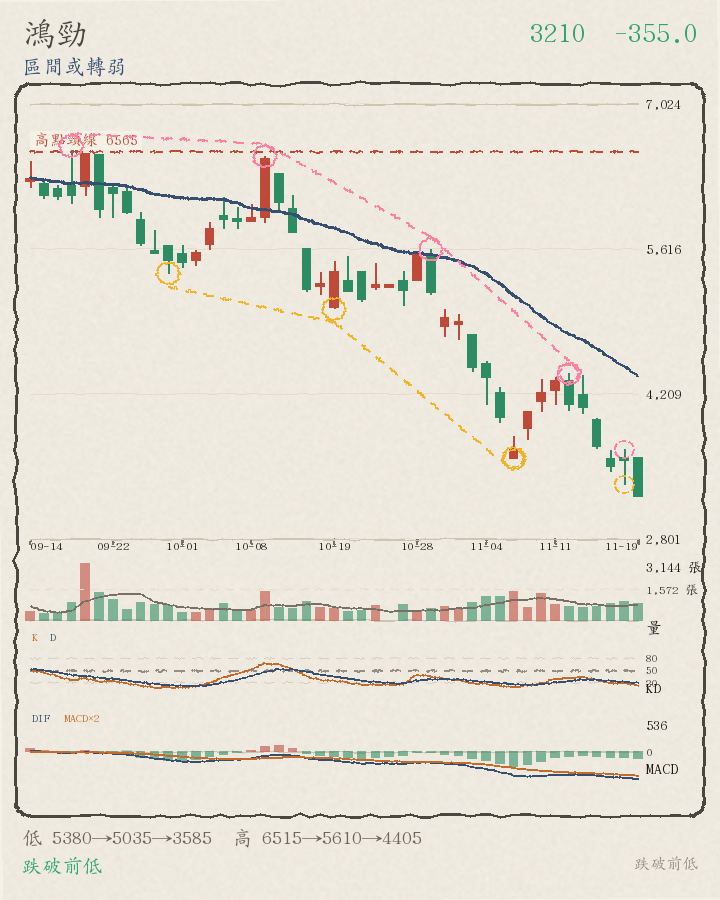 鴻勁
3210 -355.0
區間或轉弱
7,024
高點頸線 6565
5,616
4,209
2,801
09-14 09-22 10-01 10-08 10-19 10-28 11-04 11-11 11-19
3,144 張
1,572 張
量
K D
80
50
20
KD
DIF MACD×2
536
0
MACD
低 5380→5035→3585 高 6515→5610→4405
跌破前低
跌破前低